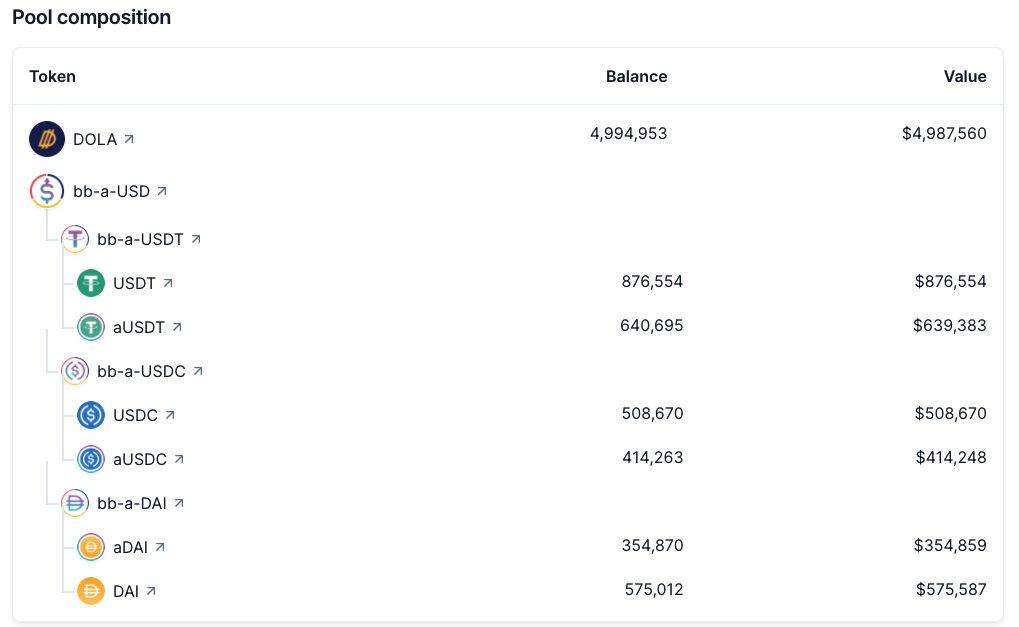 Pool composition
Token Balance Value
DOLA 4,994,953 $4,987,560
bb-a-USD
bb-a-USDT
USDT 876,554 $876,554
aUSDT 640,695 $639,383
bb-a-USDC
USDC 508,670 $508,670
aUSDC 414,263 $414,248
bb-a-DAI
aDAI 354,870 $354,859
DAI 575,012 $575,587